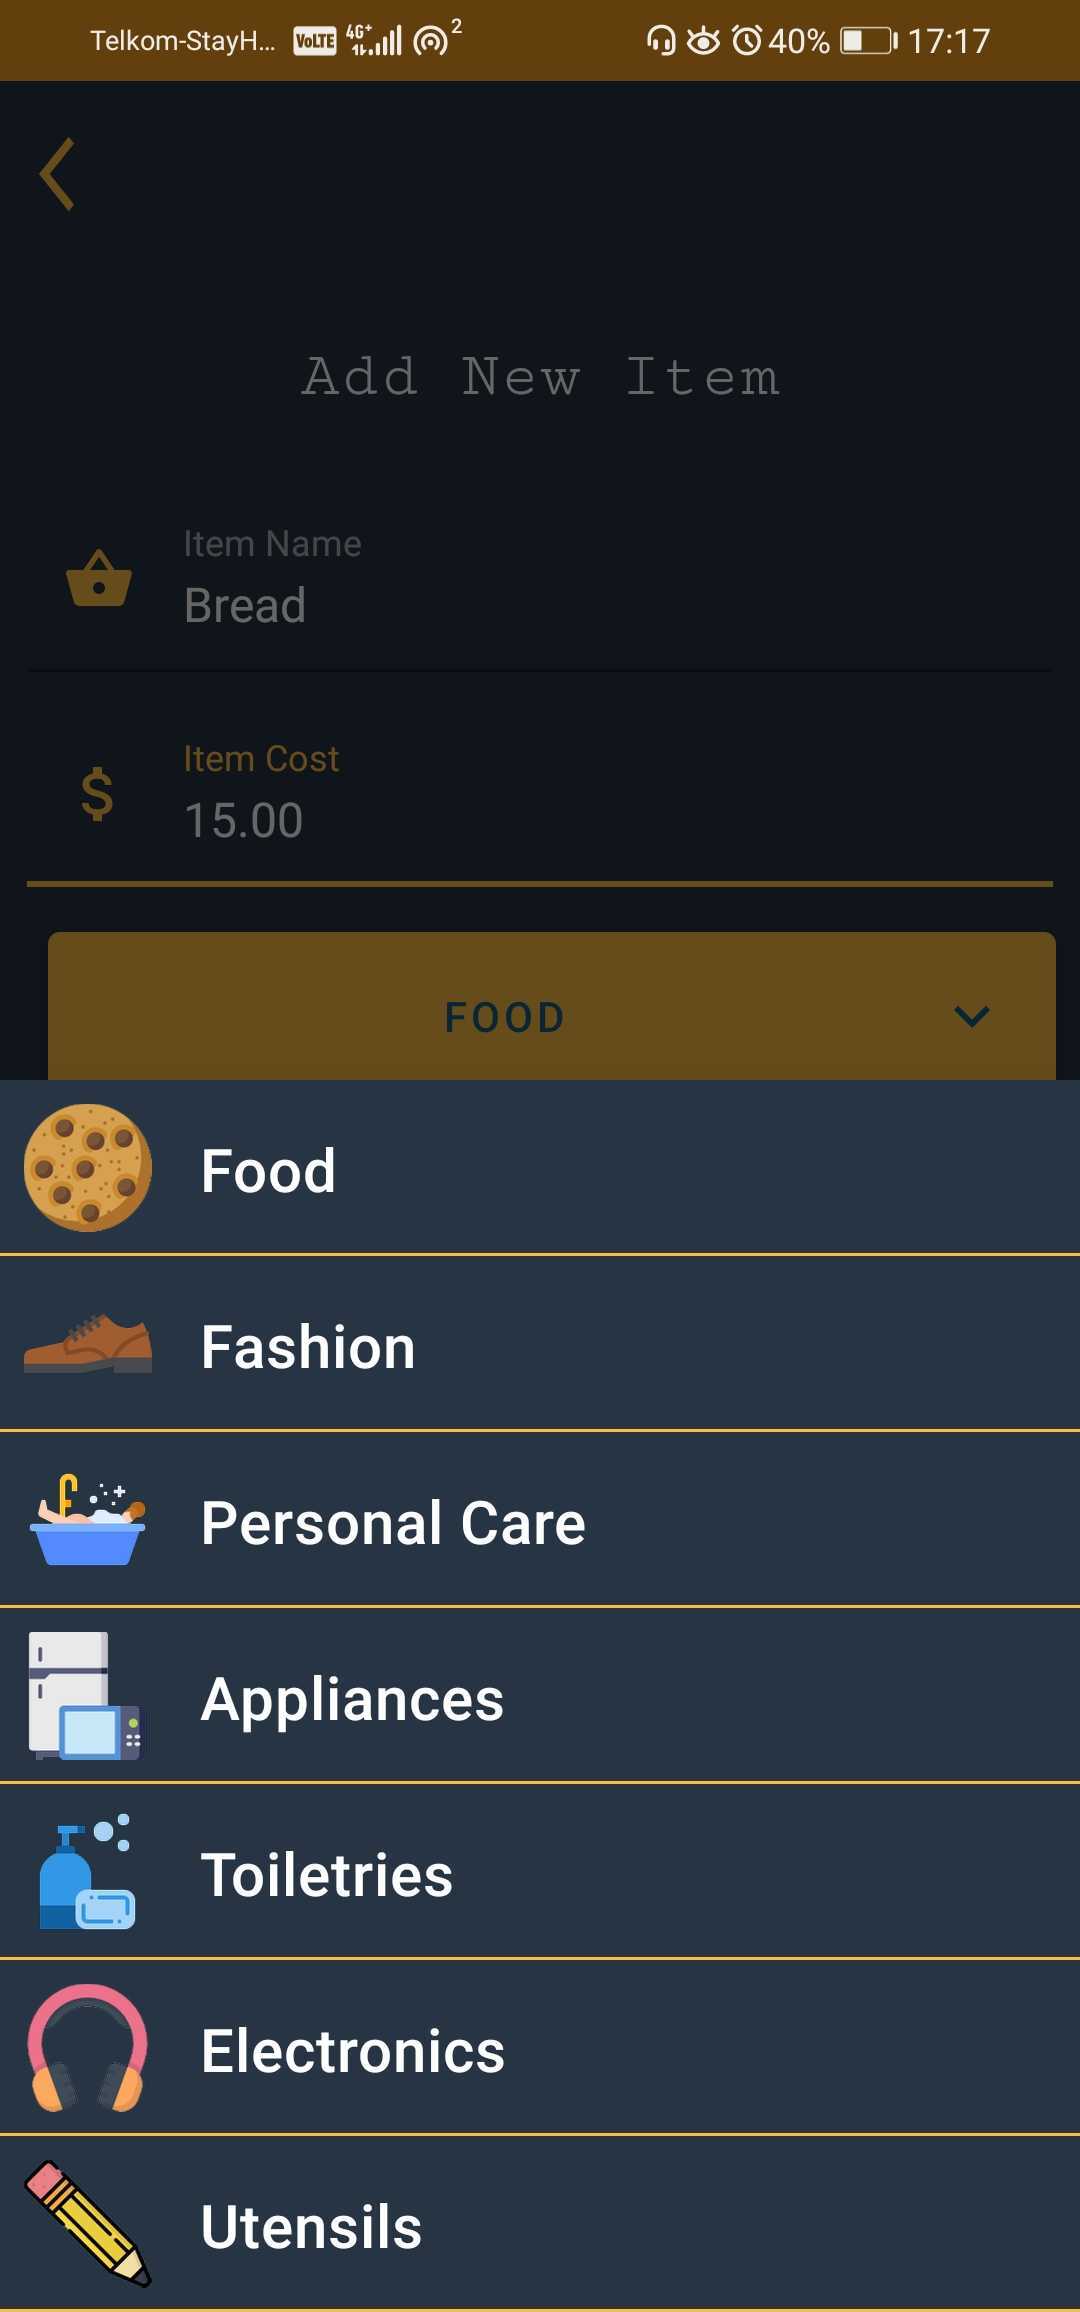 Telkom-StayH... VoLTE 4G+ 2 40% 17:17
Add New Item
Item Name
Bread
Item Cost
$ 15.00
FOOD
Food
Fashion
Personal Care
Appliances
Toiletries
Electronics
Utensils